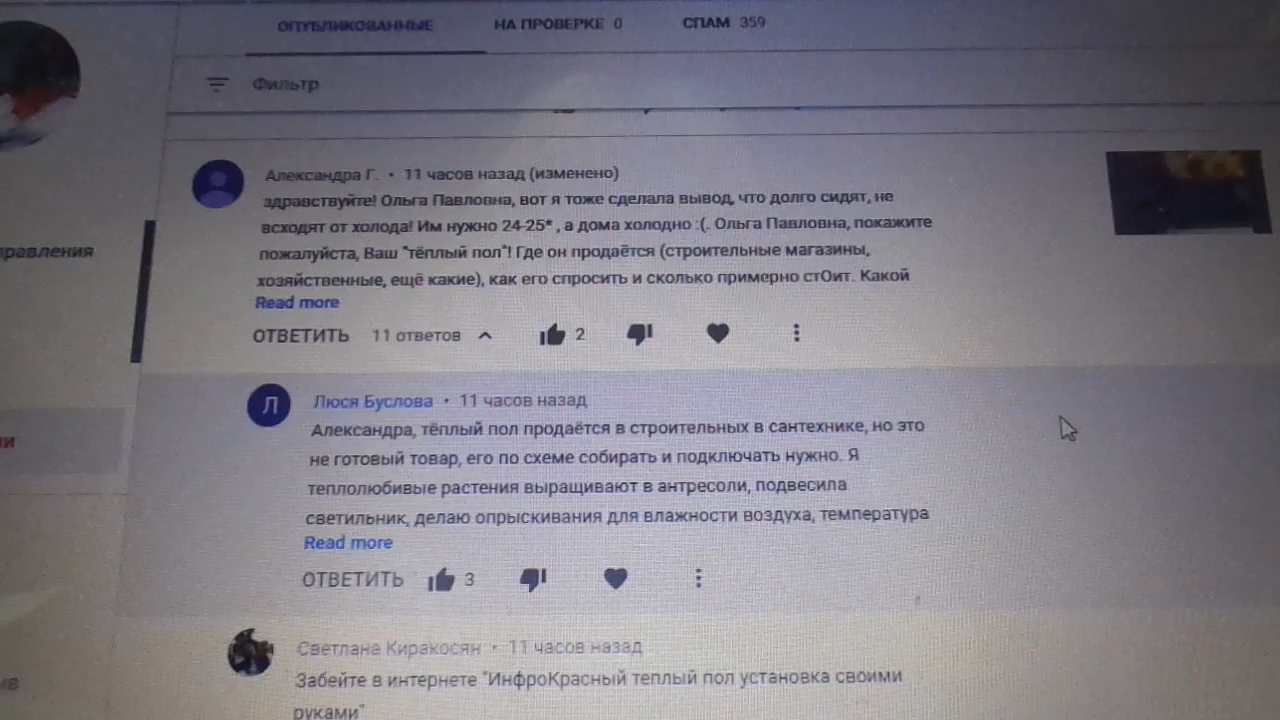 ОПУБЛИКОВАННЫЕ НА ПРОВЕРКЕ 0 СПАМ 359
Фильтр
Александра Г. • 11 часов назад (изменено)
здравствуйте! Ольга Павловна, вот я тоже сделала вывод, что долго сидят, не
всходят от холода! Им нужно 24-25* , а дома холодно :(. Ольга Павловна, покажите
пожалуйста, Ваш "тёплый пол"! Где он продаётся (строительные магазины,
хозяйственные, ещё какие), как его спросить и сколько примерно стОит. Какой
Read more
ОТВЕТИТЬ 11 ответов 2
правления
Л Люся Буслова • 11 часов назад
Александра, тёплый пол продаётся в строительных в сантехнике, но это
не готовый товар, его по схеме собирать и подключать нужно. Я
теплолюбивые растения выращивают в антресоли, подвесила
светильник, делаю опрыскивания для влажности воздуха, температура
Read more
ОТВЕТИТЬ 3
Светлана Киракосян • 11 часов назад
Забейте в интернете "ИнфроКрасный теплый пол установка своими
руками"